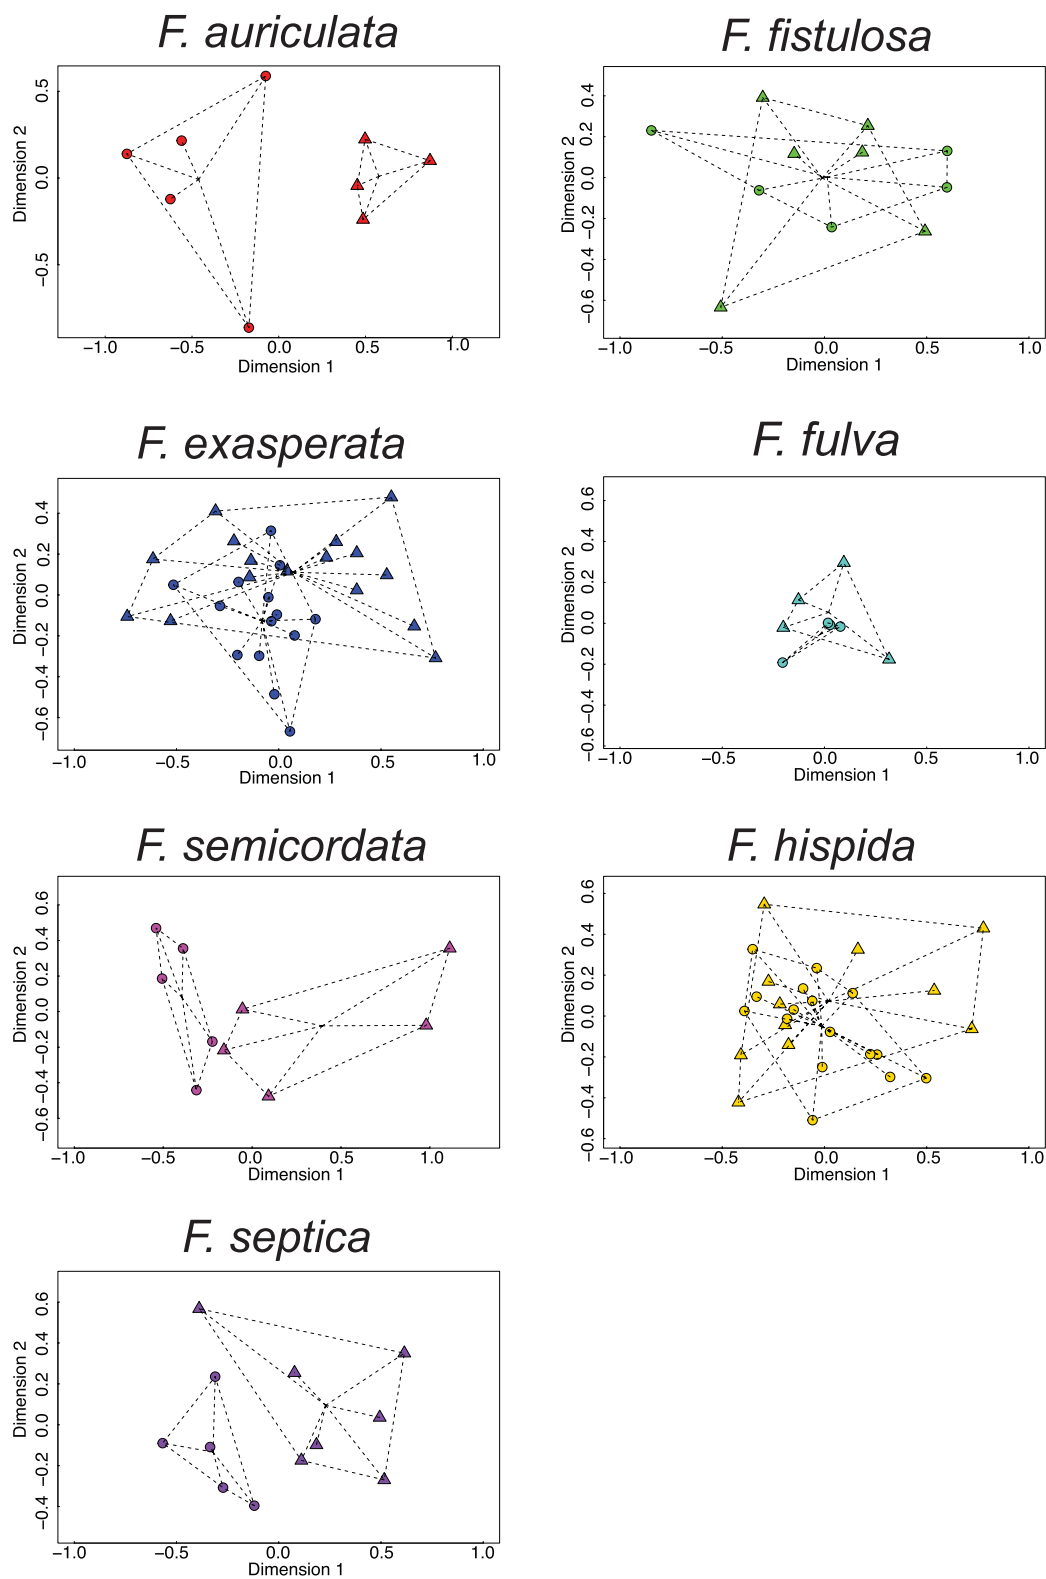 F. auriculata
Dimension 2
0.5
0.0
−0.5
−1.0 −0.5 0.0 0.5 1.0
Dimension 1
F. fistulosa
Dimension 2
0.4
0.2
0.0
−0.2
−0.4
−0.6
−1.0 −0.5 0.0 0.5 1.0
Dimension 1
F. exasperata
Dimension 2
0.4
0.2
0.0
−0.2
−0.4
−0.6
−1.0 −0.5 0.0 0.5 1.0
Dimension 1
F. fulva
Dimension 2
0.6
0.4
0.2
0.0
−0.2
−0.4
−0.6
−1.0 −0.5 0.0 0.5 1.0
Dimension 1
F. semicordata
Dimension 2
0.6
0.4
0.2
0.0
−0.2
−0.4
−0.6
−1.0 −0.5 0.0 0.5 1.0
Dimension 1
F. hispida
Dimension 2
0.6
0.4
0.2
0.0
−0.2
−0.4
−0.6
−1.0 −0.5 0.0 0.5 1.0
Dimension 1
F. septica
Dimension 2
0.6
0.4
0.2
0.0
−0.2
−0.4
−1.0 −0.5 0.0 0.5 1.0
Dimension 1